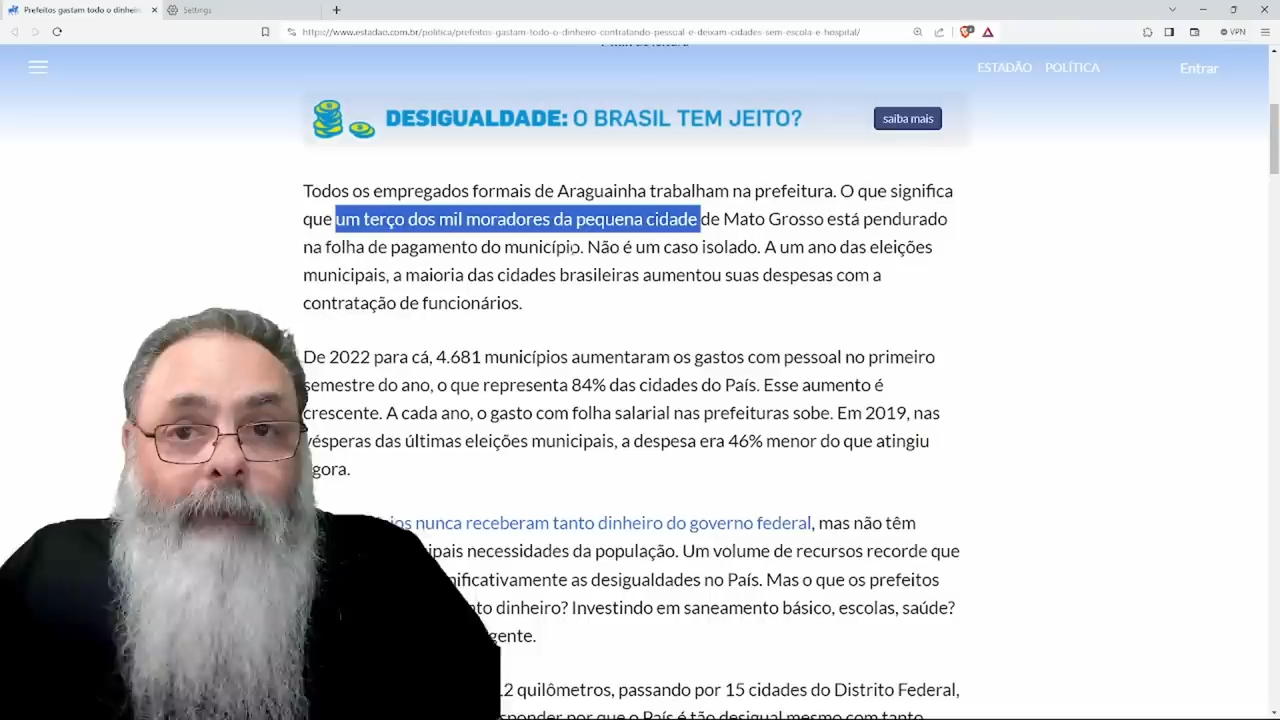 Prefeitos gastam todo o dinheir
Settings
https://www.estadao.com.br/politica/prefeitos-gastam-todo-o-dinheiro-contratando-pessoal-e-deixam-cidades-sem-escola-e-hospital/
VPN
ESTADÃO POLÍTICA Entrar
DESIGUALDADE: O BRASIL TEM JEITO? saiba mais
Todos os empregados formais de Araguainha trabalham na prefeitura. O que significa
que um terço dos mil moradores da pequena cidade de Mato Grosso está pendurado
na folha de pagamento do município. Não é um caso isolado. A um ano das eleições
municipais, a maioria das cidades brasileiras aumentou suas despesas com a
contratação de funcionários.
De 2022 para cá, 4.681 municípios aumentaram os gastos com pessoal no primeiro
semestre do ano, o que representa 84% das cidades do País. Esse aumento é
crescente. A cada ano, o gasto com folha salarial nas prefeituras sobe. Em 2019, nas
vésperas das últimas eleições municipais, a despesa era 46% menor do que atingiu
gora.
ios nunca receberam tanto dinheiro do governo federal, mas não têm
ipais necessidades da população. Um volume de recursos recorde que
nificativamente as desigualdades no País. Mas o que os prefeitos
nto dinheiro? Investindo em saneamento básico, escolas, saúde?
gente.
12 quilômetros, passando por 15 cidades do Distrito Federal,
sponder por que o País é tão desigual mesmo com tanto